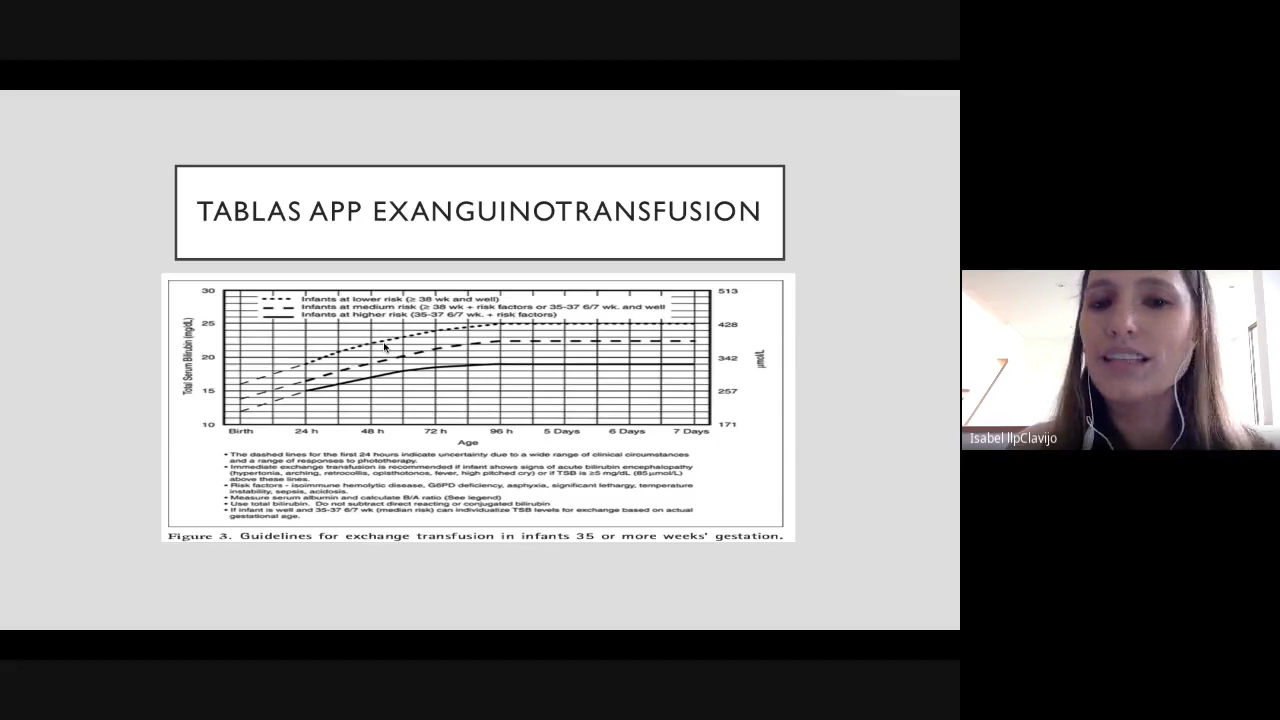 TABLAS APP EXANGUINOTRANSFUSION
30
513
Infants at lower risk (≥ 38 wk and well)
Infants at medium risk (≥ 38 wk + risk factors or 35-37 6/7 wk. and well)
Infants at higher risk (35-37 6/7 wk. + risk factors)
25
428
Total Serum Bilirubin (mg/dL)
20
342
µmol/L
15
257
10
171
Birth 24 h 48 h 72 h 96 h 5 Days 6 Days 7 Days
Age
• The dashed lines for the first 24 hours indicate uncertainty due to a wide range of clinical circumstances
and a range of responses to phototherapy.
• Immediate exchange transfusion is recommended if infant shows signs of acute bilirubin encephalopathy
(hypertonia, arching, retrocollis, opisthotonos, fever, high pitched cry) or if TSB is ≥5 mg/dL (85 µmol/L)
above these lines.
• Risk factors - isoimmune hemolytic disease, G6PD deficiency, asphyxia, significant lethargy, temperature
instability, sepsis, acidosis.
• Measure serum albumin and calculate B/A ratio (See legend)
• Use total bilirubin. Do not subtract direct reacting or conjugated bilirubin
• If infant is well and 35-37 6/7 wk (median risk) can individualize TSB levels for exchange based on actual
gestational age.
Figure 3. Guidelines for exchange transfusion in infants 35 or more weeks' gestation.
Isabel llpClavijo